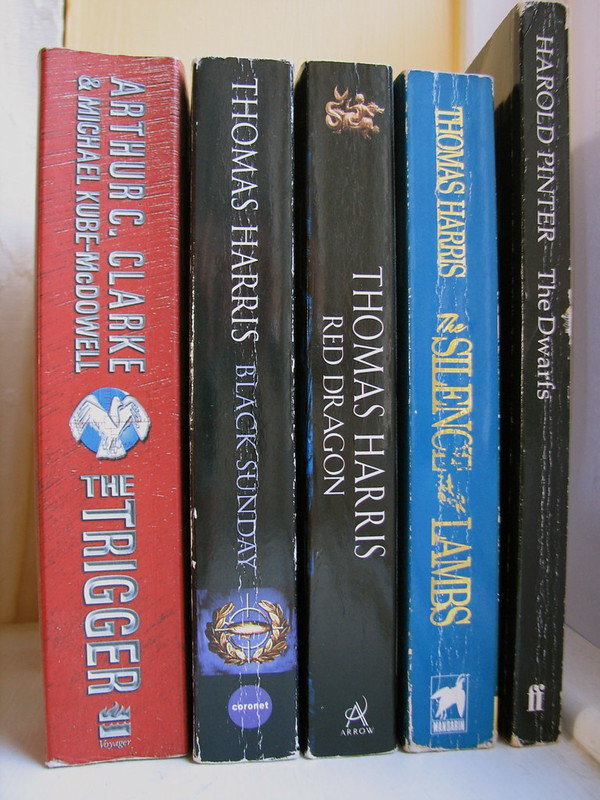 ARTHUR C. CLARKE
& MICHAEL KUBE-McDOWELL
THE TRIGGER
Voyager
THOMAS HARRIS BLACK SUNDAY
coronet
THOMAS HARRIS
RED DRAGON
ARROW
THOMAS HARRIS The SILENCE of the LAMBS
MANDARIN
HAROLD PINTER The Dwarfs
ff